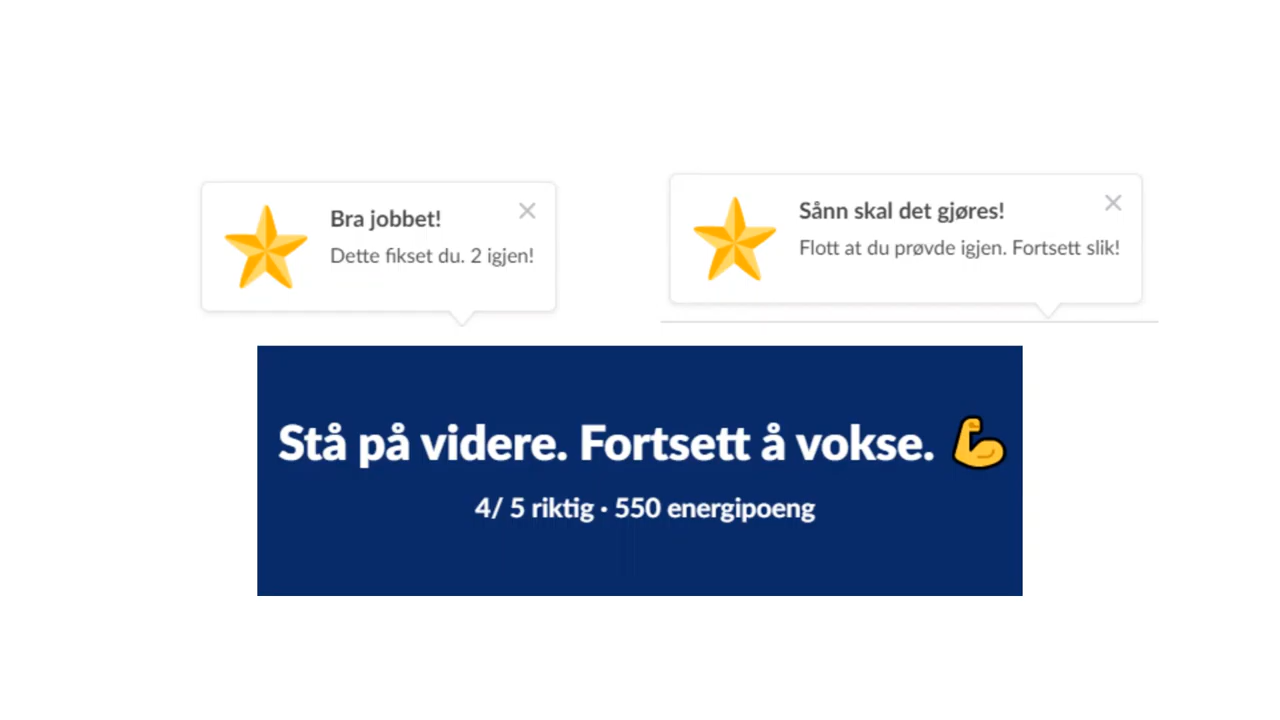 Bra jobbet!
Dette fikset du. 2 igjen!
Sånn skal det gjøres!
Flott at du prøvde igjen. Fortsett slik!
Stå på videre. Fortsett å vokse. 💪
4/ 5 riktig · 550 energipoeng